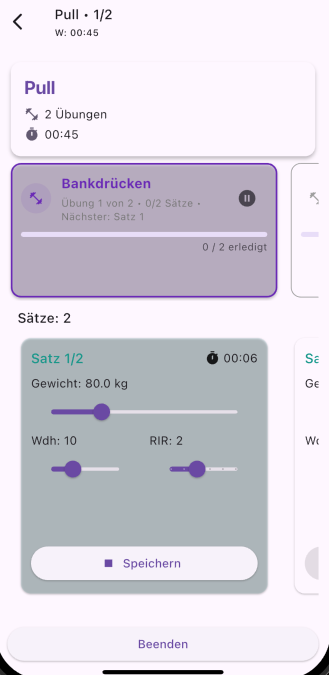 Pull • 1/2
W: 00:45
Pull
2 Übungen
00:45
Bankdrücken
Übung 1 von 2 • 0/2 Sätze •
Nächster: Satz 1
0 / 2 erledigt
Sätze: 2
Satz 1/2
00:06
Gewicht: 80.0 kg
Wdh: 10
RIR: 2
Speichern
Sa
Ge
Wd
Beenden